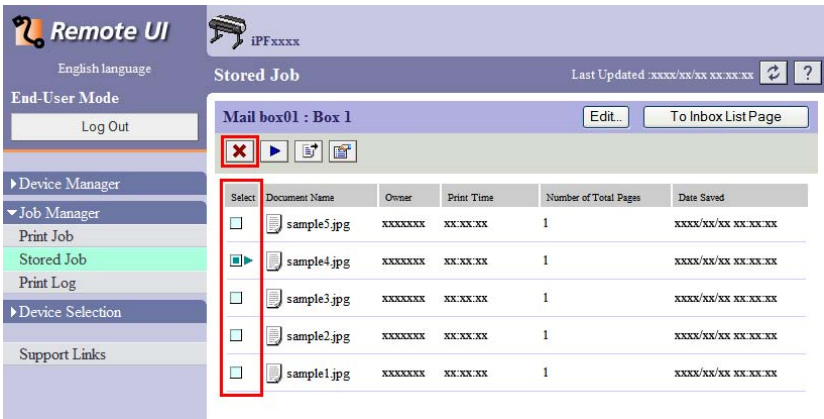 Remote UI
English language
End-User Mode
Log Out
Device Manager
Job Manager
Print Job
Stored Job
Print Log
Device Selection
Support Links
iPFxxxx
Stored Job
Last Updated :xxxx/xx/xx xx:xx:xx
?
Mail box01 : Box 1
Edit...
To Inbox List Page
Select Document Name Owner Print Time Number of Total Pages Date Saved
sample5.jpg xxxxxxx xx:xx:xx 1 xxxx/xx/xx xx:xx:xx
sample4.jpg xxxxxxx xx:xx:xx 1 xxxx/xx/xx xx:xx:xx
sample3.jpg xxxxxxx xx:xx:xx 1 xxxx/xx/xx xx:xx:xx
sample2.jpg xxxxxxx xx:xx:xx 1 xxxx/xx/xx xx:xx:xx
sample1.jpg xxxxxxx xx:xx:xx 1 xxxx/xx/xx xx:xx:xx